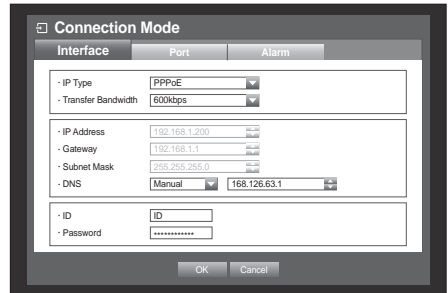 Connection Mode
Interface Port Alarm
· IP Type PPPoE
· Transfer Bandwidth 600kbps
· IP Address 192.168.1.200
· Gateway 192.168.1.1
· Subnet Mask 255.255.255.0
· DNS Manual 168.126.63.1
· ID ID
· Password ************
OK Cancel